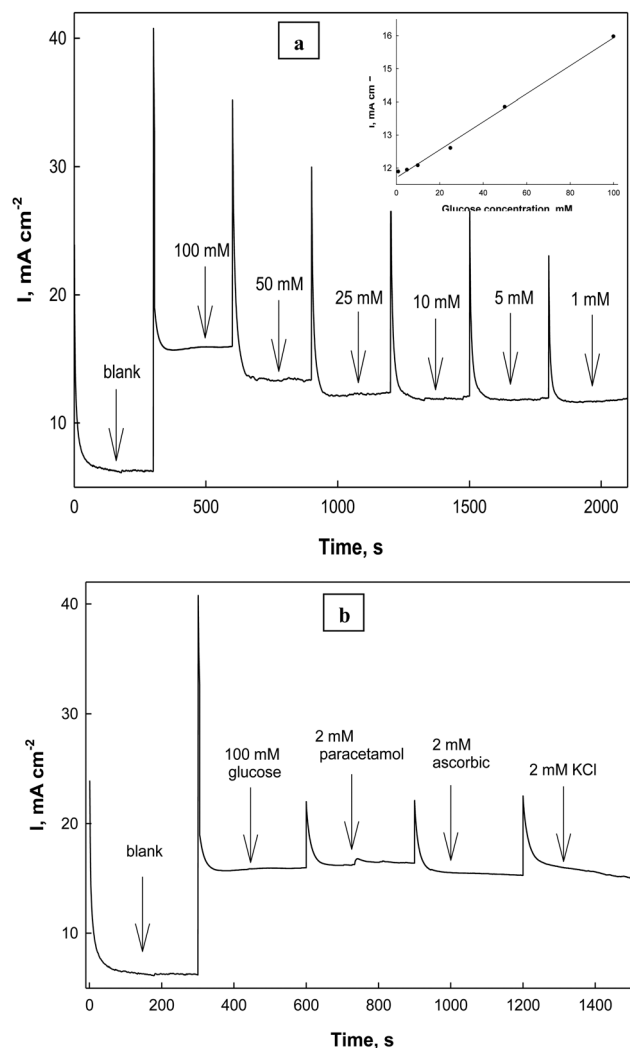 a
I, mA cm⁻²
40
30
20
10
blank
100 mM
50 mM
25 mM
10 mM
5 mM
1 mM
0
500
1000
1500
2000
Time, s
I, mA cm⁻
16
15
14
13
12
0
20
40
60
80
100
Glucose concentration, mM
b
I, mA cm⁻²
40
30
20
10
blank
100 mM
glucose
2 mM
paracetamol
2 mM
ascorbic
2 mM KCl
0
200
400
600
800
1000
1200
1400
Time, s